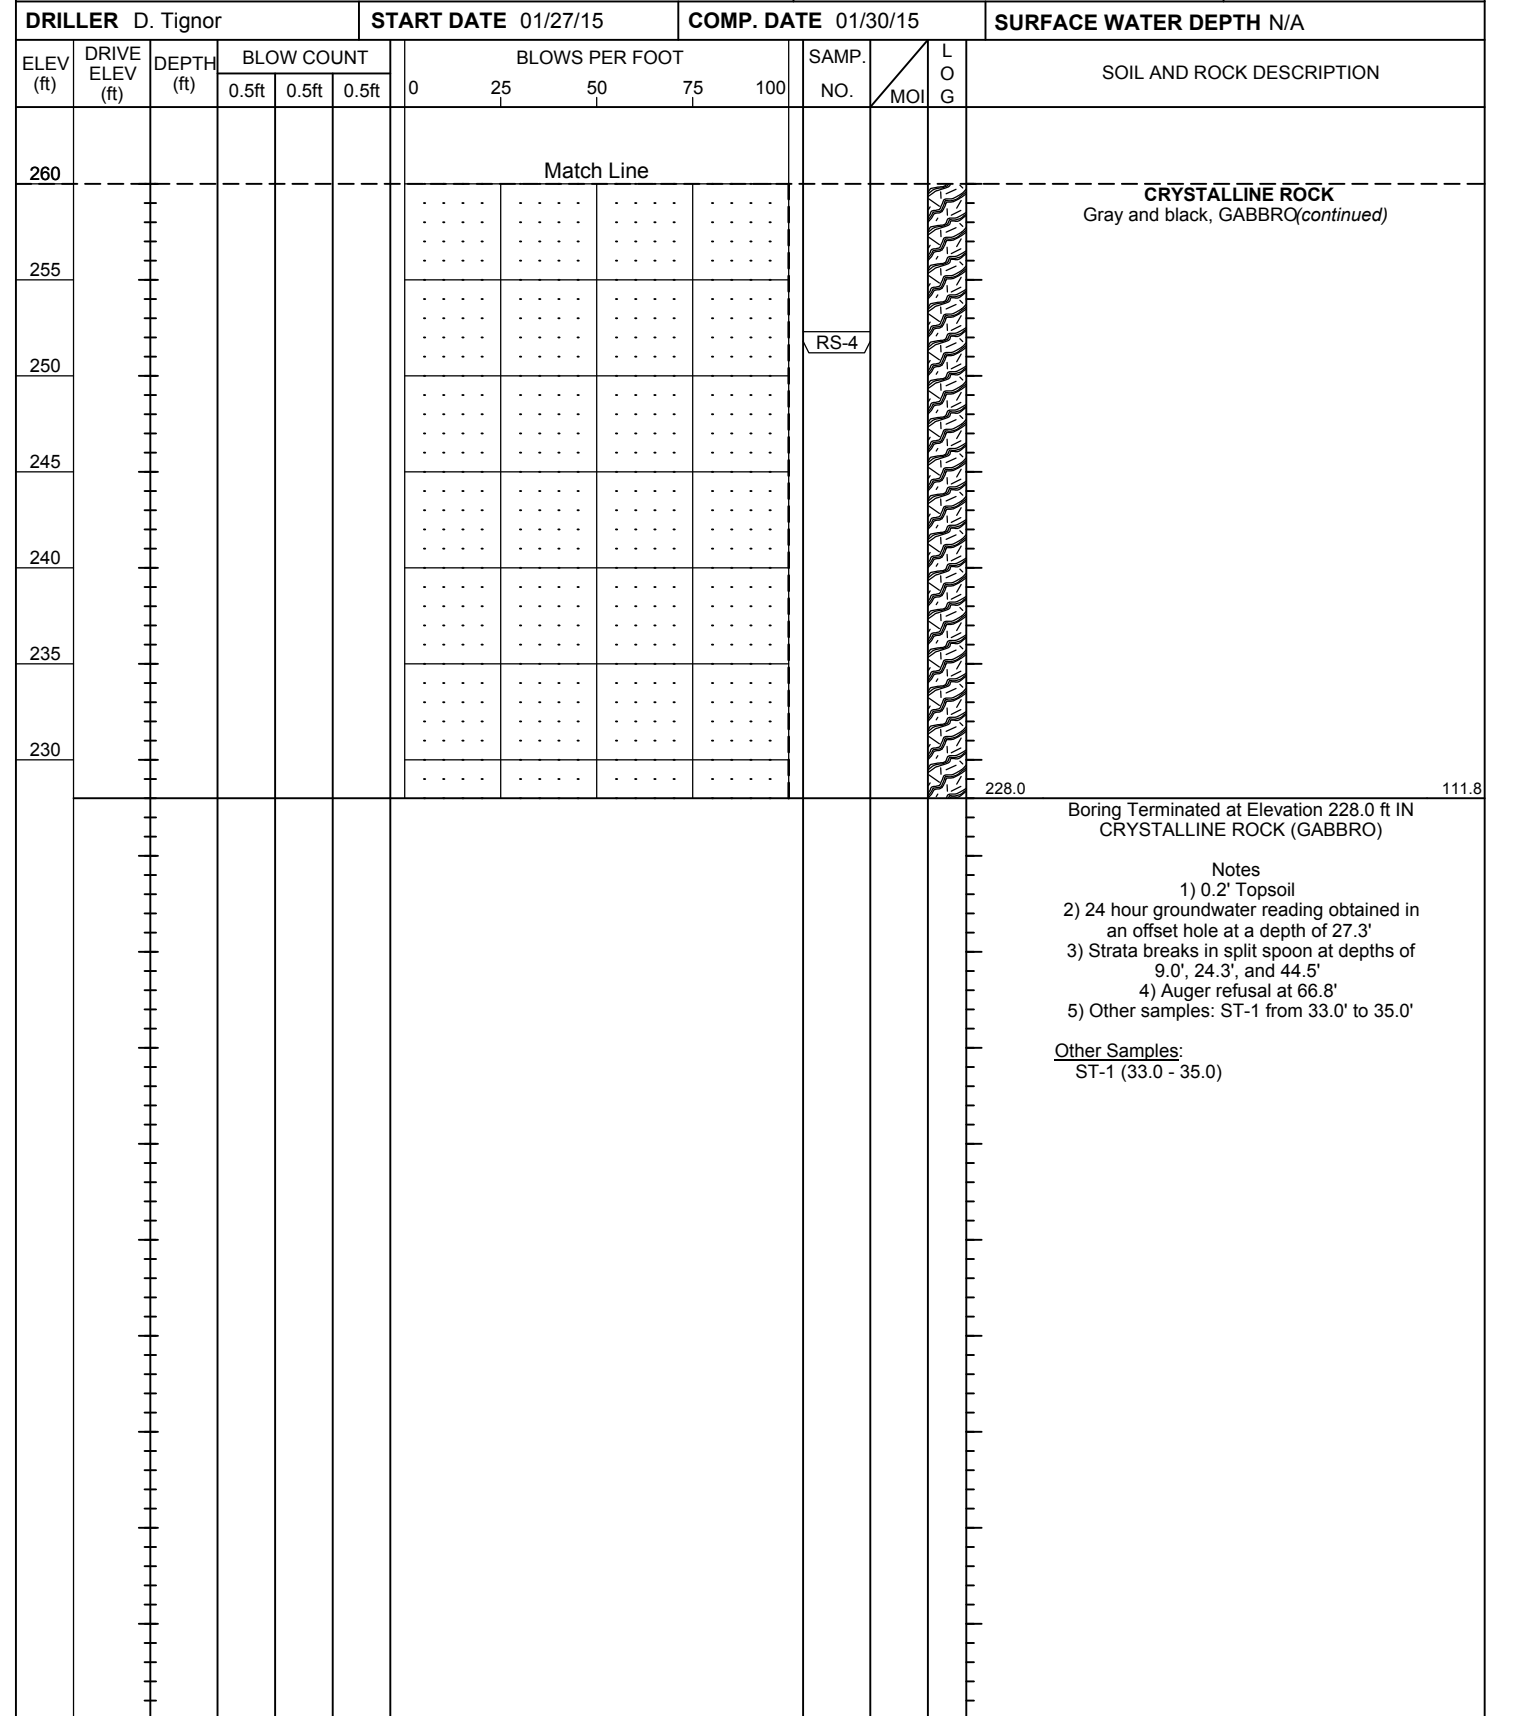 DRILLER D. Tignor START DATE 01/27/15 COMP. DATE 01/30/15 SURFACE WATER DEPTH N/A
ELEV (ft) DRIVE ELEV (ft) DEPTH (ft) BLOW COUNT BLOWS PER FOOT SAMP. NO. MOI LOG SOIL AND ROCK DESCRIPTION
0.5ft 0.5ft 0.5ft 0 25 50 75 100
Match Line
260
CRYSTALLINE ROCK
Gray and black, GABBRO(continued)
255
RS-4
250
245
240
235
230
228.0 111.8
Boring Terminated at Elevation 228.0 ft IN
CRYSTALLINE ROCK (GABBRO)
Notes
1) 0.2' Topsoil
2) 24 hour groundwater reading obtained in
an offset hole at a depth of 27.3'
3) Strata breaks in split spoon at depths of
9.0', 24.3', and 44.5'
4) Auger refusal at 66.8'
5) Other samples: ST-1 from 33.0' to 35.0'
Other Samples:
ST-1 (33.0 - 35.0)